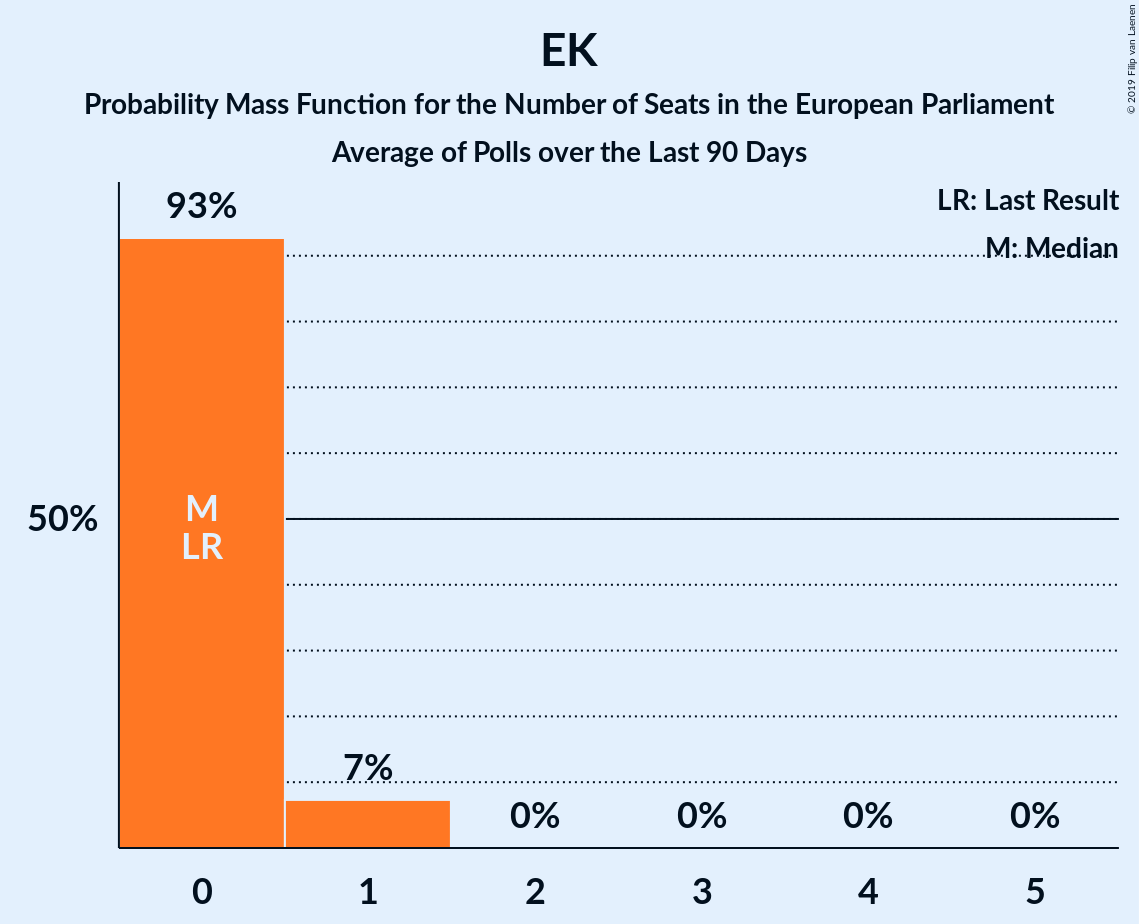 EK
Probability Mass Function for the Number of Seats in the European Parliament
Average of Polls over the Last 90 Days
© 2019 Filip van Laenen
LR: Last Result
M: Median
93%
M
LR
50%
7%
0%
0%
0%
0%
0
1
2
3
4
5